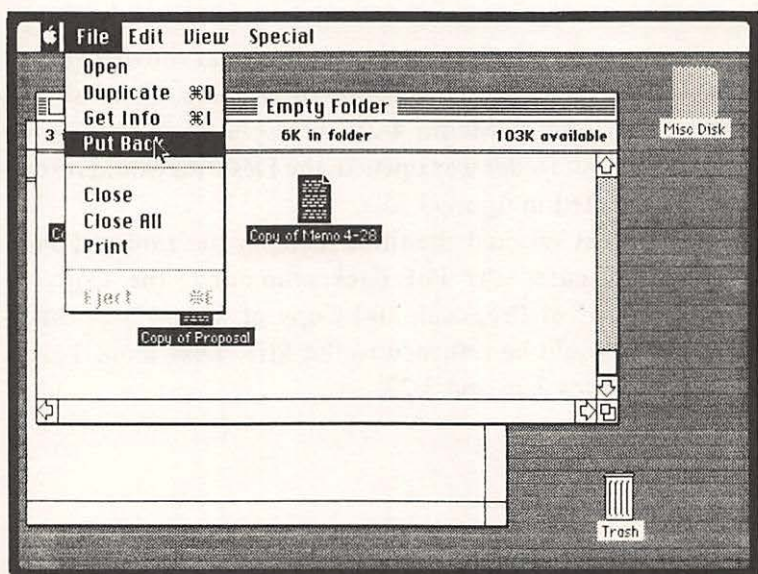 File Edit View Special
Open
Duplicate ⌘D
Get Info ⌘I
Put Back
Close
Close All
Print
Eject ⌘E
Empty Folder
3
6K in folder
103K available
Misc Disk
Copy of Memo 4-28
Copy of Proposal
Trash